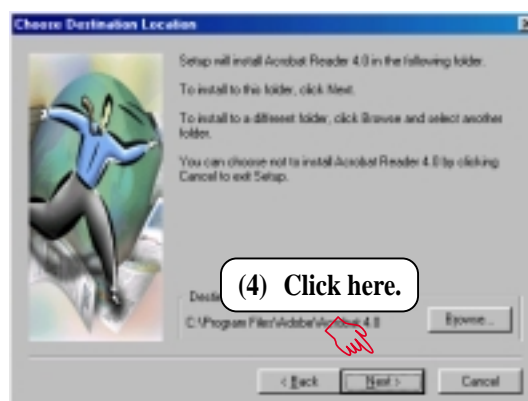 Choose Destination Location
Setup will install Acrobat Reader 4.0 in the following folder.
To install to this folder, click Next.
To install to a different folder, click Browse and select another
folder.
You can choose not to install Acrobat Reader 4.0 by clicking
Cancel to exit Setup.
(4) Click here.
C:\Program Files\Adobe\Acrobat 4.0
Browse...
< Back
Next >
Cancel